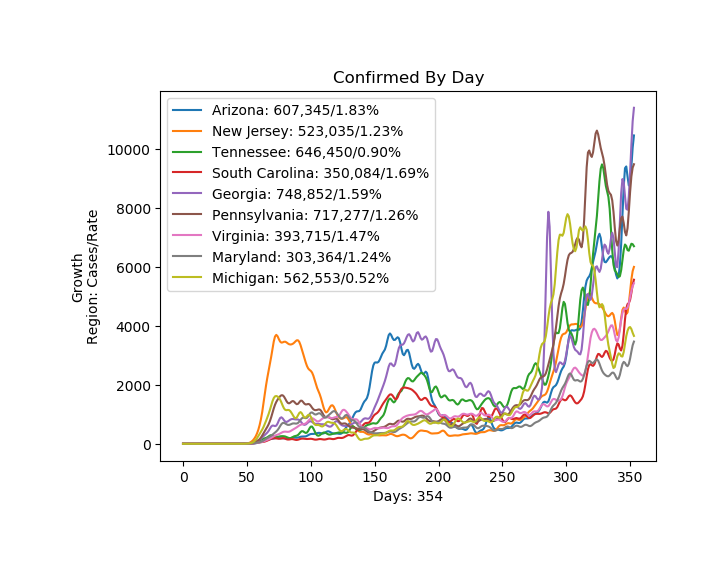 Confirmed By Day
Growth
Region: Cases/Rate
10000
8000
6000
4000
2000
0
Arizona: 607,345/1.83%
New Jersey: 523,035/1.23%
Tennessee: 646,450/0.90%
South Carolina: 350,084/1.69%
Georgia: 748,852/1.59%
Pennsylvania: 717,277/1.26%
Virginia: 393,715/1.47%
Maryland: 303,364/1.24%
Michigan: 562,553/0.52%
0 50 100 150 200 250 300 350
Days: 354